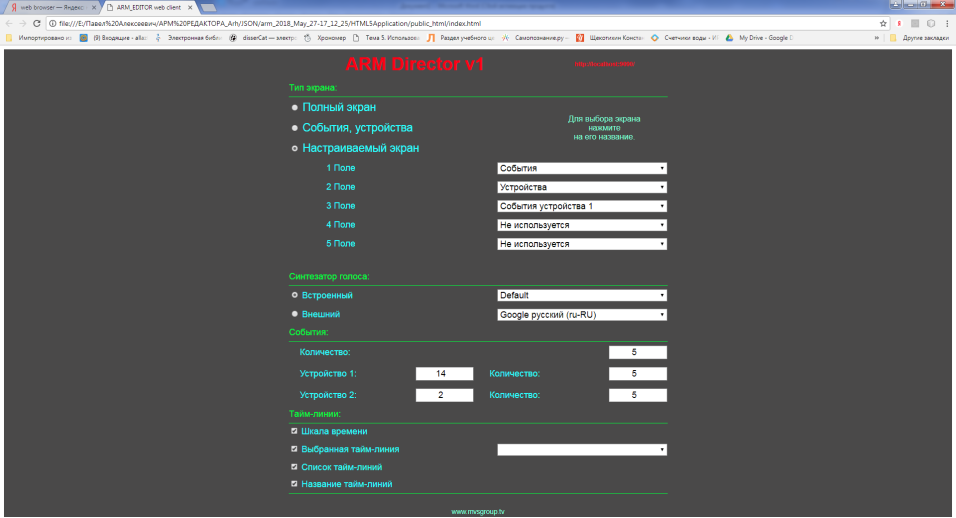 web browser — Яндекс
ARM_EDITOR web client
file:///E:/Павел%20Алексеевич/АРМ%20РЕДАКТОРА_Arh/JSON/arm_2018_May_27-17_12_25/HTML5Application/public_html/index.html
Импортировано из
(9) Входящие - allac
Электронная библи
disserCat — электро
Хрономер
Тема 5. Использова
Раздел учебного ша
Самопознание.ру –
Щекотихин Констан
Счетчики воды -
My Drive - Google D
»
Другие закладки
ARM Director v1
Тип экрана:
Полный экран
События, устройства
Для выбора экрана
нажмите
на его название.
Настраиваемый экран
1 Поле События
2 Поле Устройства
3 Поле События устройства 1
4 Поле Не используется
5 Поле Не используется
Синтезатор голоса:
Встроенный Default
Внешний Google русский (ru-RU)
События:
Количество: 5
Устройство 1: 14 Количество: 5
Устройство 2: 2 Количество: 5
Тайм-линии:
Шкала времени
Выбранная тайм-линия
Список тайм-линий
Название тайм-линий
www.mvsgroup.tv